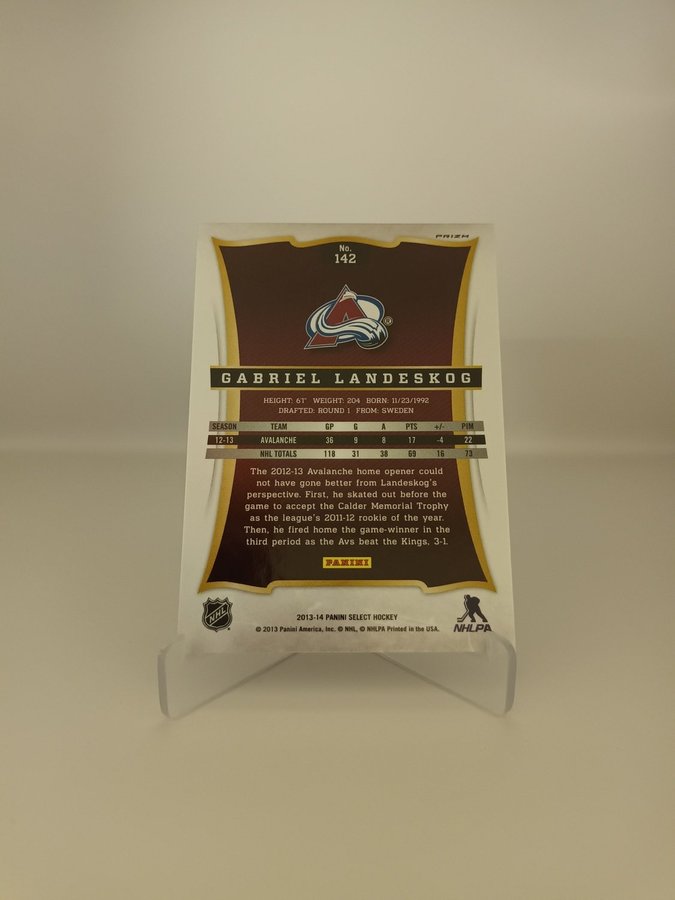 PRIZM
No.
142
GABRIEL LANDESKOG
HEIGHT: 6'1" WEIGHT: 204 BORN: 11/23/1992
DRAFTED: ROUND 1 FROM: SWEDEN
SEASON TEAM GP G A PTS +/- PIM
12-13 AVALANCHE 36 9 8 17 -4 22
NHL TOTALS 118 31 38 69 16 73
The 2012-13 Avalanche home opener could
not have gone better from Landeskog's
perspective. First, he skated out before the
game to accept the Calder Memorial Trophy
as the league's 2011-12 rookie of the year.
Then, he fired home the game-winner in the
third period as the Avs beat the Kings, 3-1.
PANINI
NHL
2013-14 PANINI SELECT HOCKEY
© 2013 Panini America, Inc. © NHL, © NHLPA Printed in the USA.
NHLPA